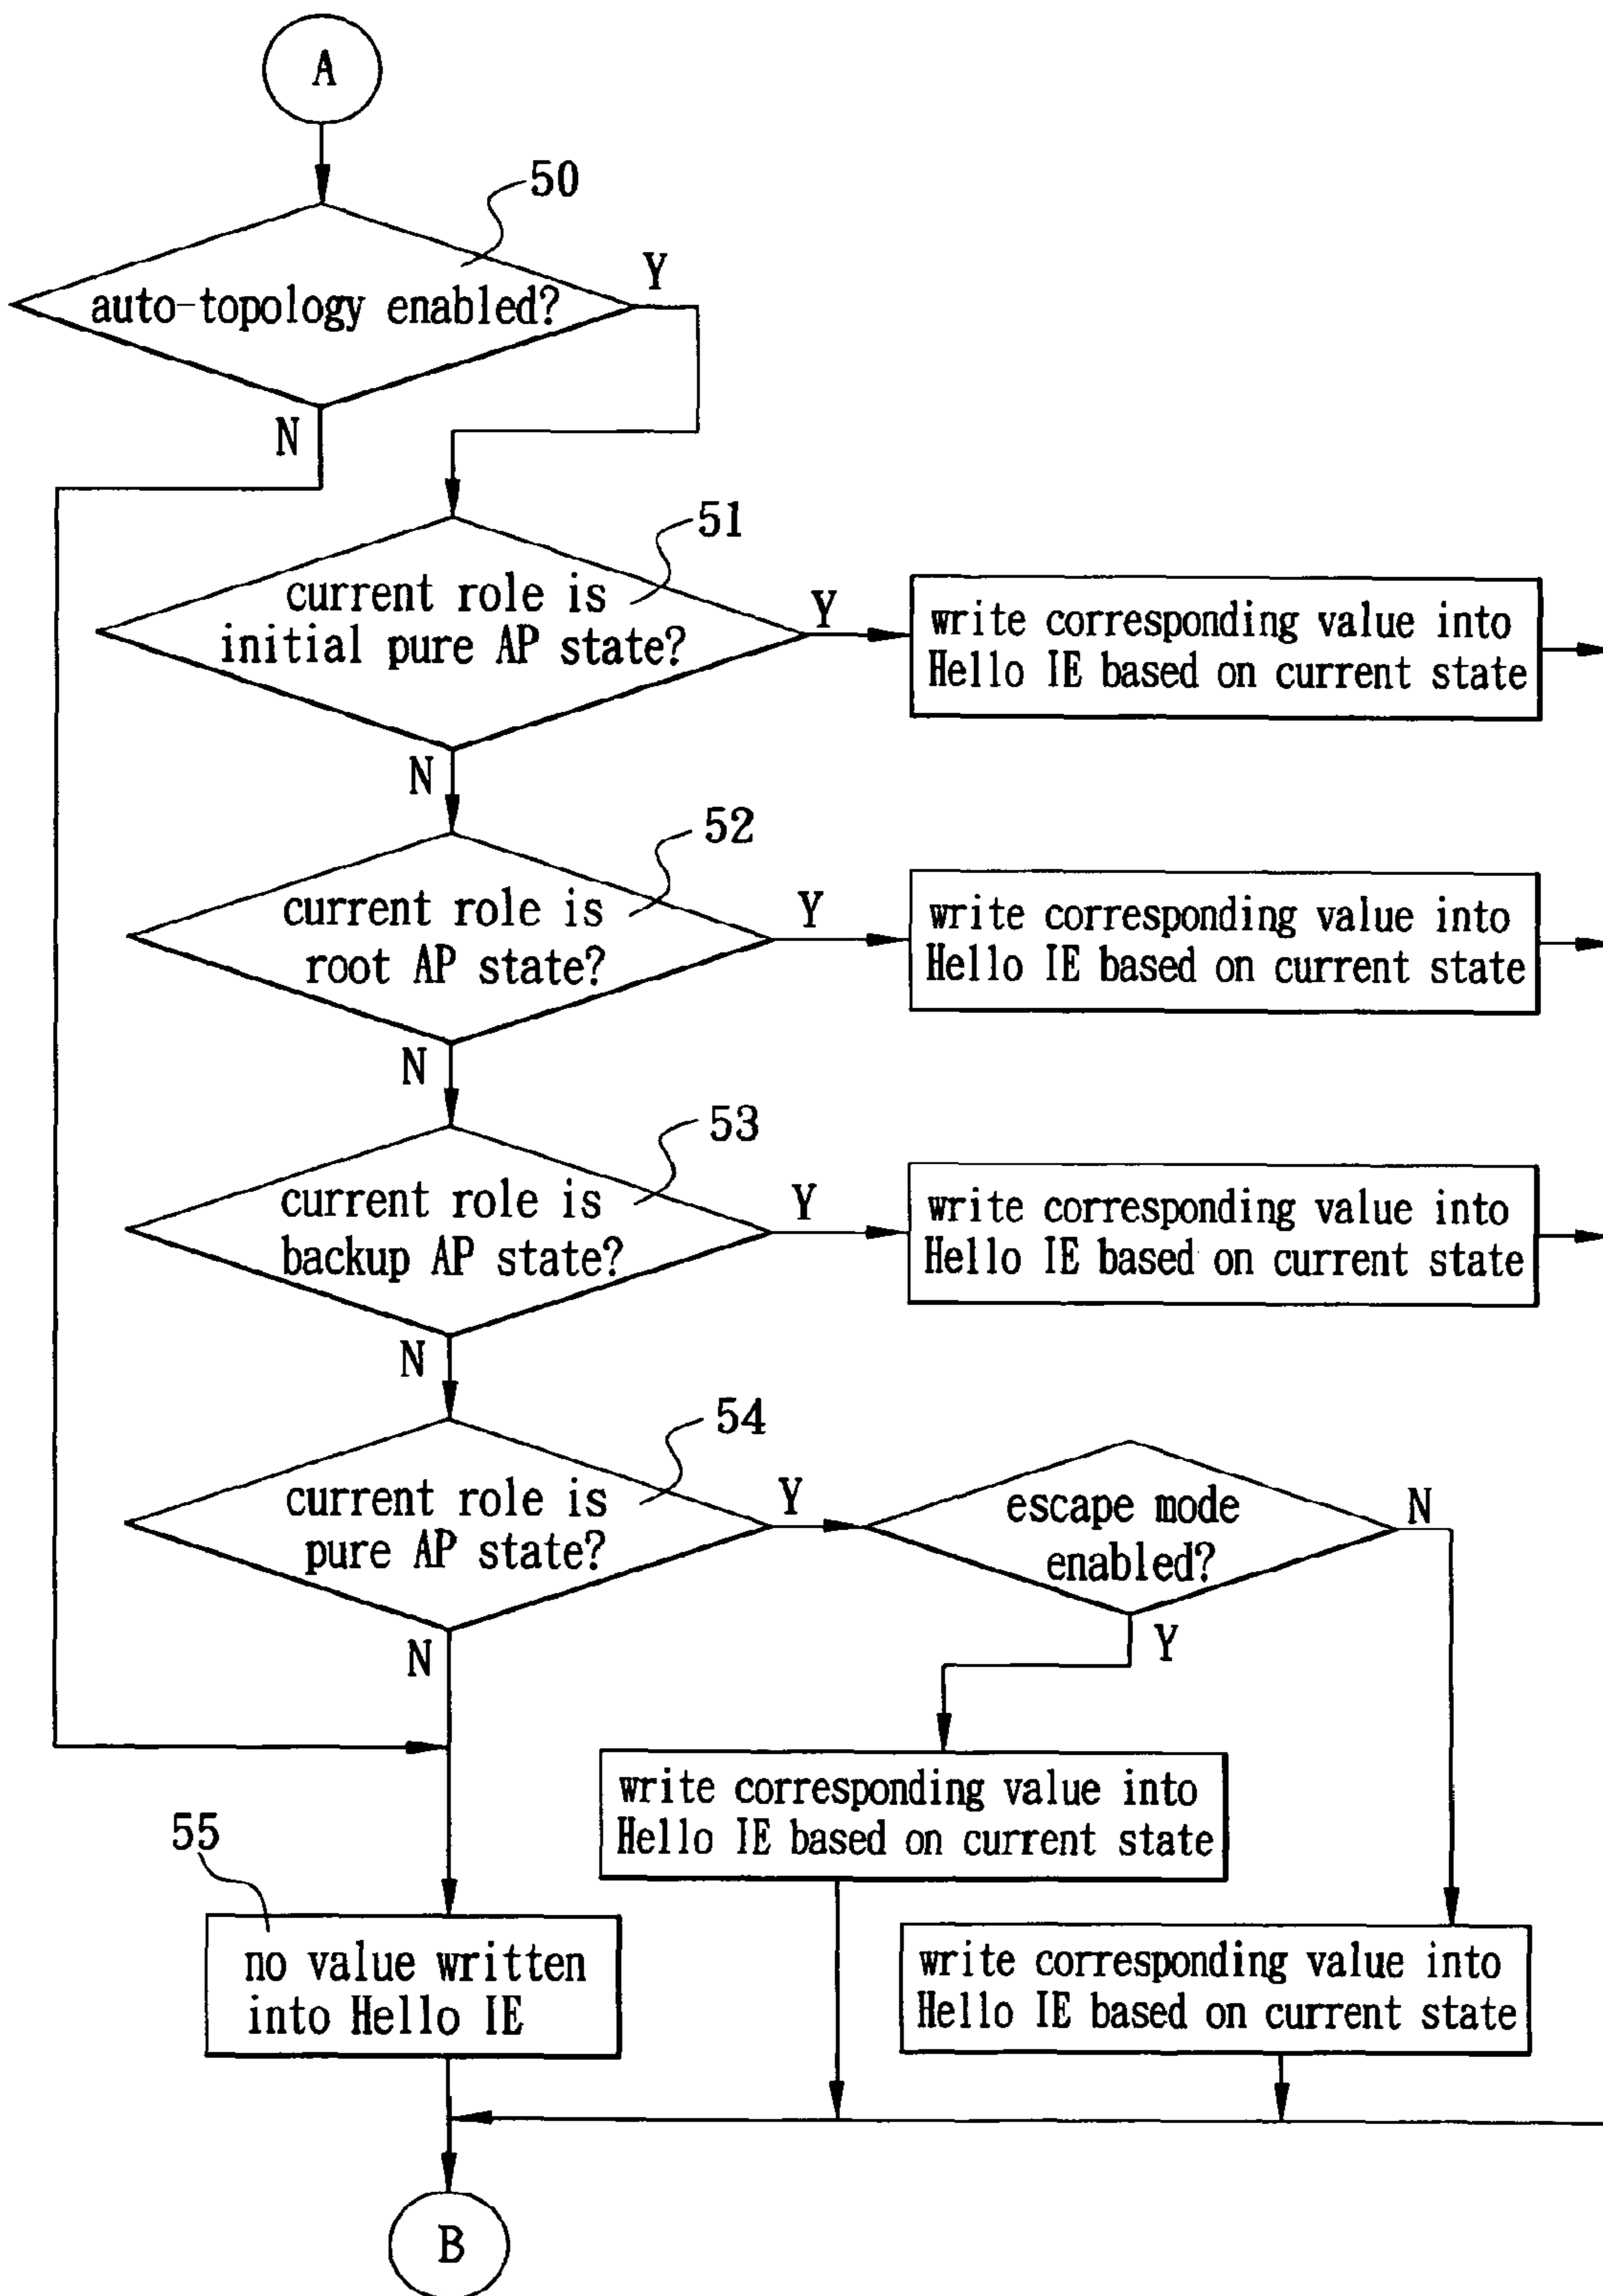 A
50
auto-topology enabled?
Y
N
51
current role is
initial pure AP state?
Y
write corresponding value into
Hello IE based on current state
N
52
current role is
root AP state?
Y
write corresponding value into
Hello IE based on current state
N
53
current role is
backup AP state?
Y
write corresponding value into
Hello IE based on current state
N
54
current role is
pure AP state?
Y
escape mode
enabled?
N
Y
N
write corresponding value into
Hello IE based on current state
55
no value written
into Hello IE
write corresponding value into
Hello IE based on current state
B